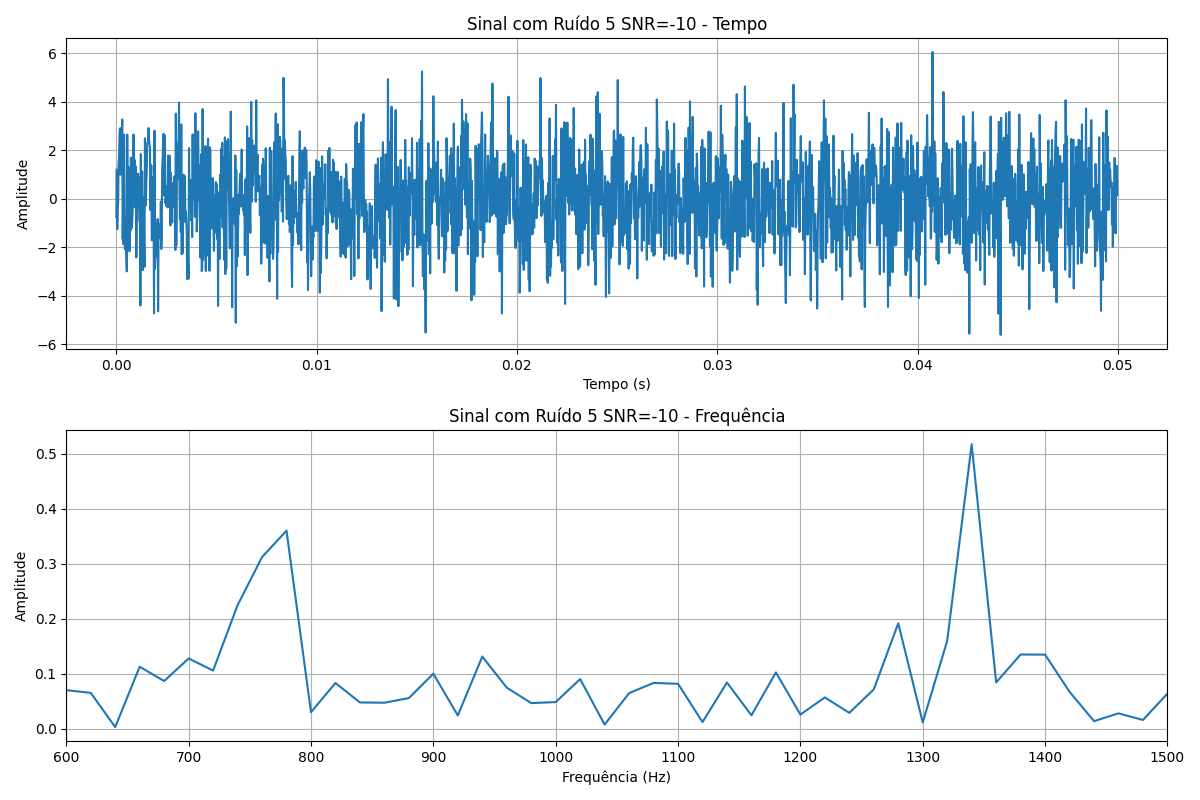 Sinal com Ruído 5 SNR=-10 - Tempo
Amplitude
6
4
2
0
−2
−4
−6
0.00 0.01 0.02 0.03 0.04 0.05
Tempo (s)
Sinal com Ruído 5 SNR=-10 - Frequência
Amplitude
0.5
0.4
0.3
0.2
0.1
0.0
600 700 800 900 1000 1100 1200 1300 1400 1500
Frequência (Hz)